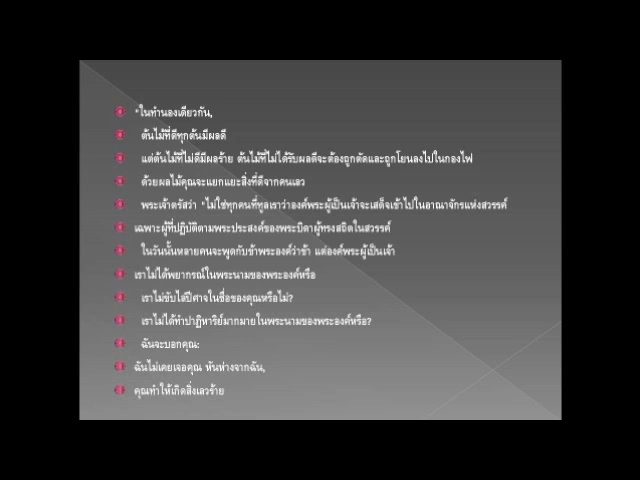 "ในทำนองเดียวกัน,
ต้นไม้ที่ดีทุกต้นมีผลดี
แต่ต้นไม้ที่ไม่ดีมีผลร้าย ต้นไม้ที่ไม่ได้รับผลดีจะต้องถูกตัดและถูกโยนลงไปในกองไฟ
ด้วยผลไม้คุณจะแยกแยะสิ่งที่ดีจากคนเลว
พระเจ้าตรัสว่า "ไม่ใช่ทุกคนที่ทูลเราว่าองค์พระผู้เป็นเจ้าจะเสด็จเข้าไปในอาณาจักรแห่งสวรรค์
เฉพาะผู้ที่ปฏิบัติตามพระประสงค์ของพระบิดาผู้ทรงสถิตในสวรรค์
ในวันนั้นหลายคนจะพูดกับข้าพระองค์ว่าข้า แต่องค์พระผู้เป็นเจ้า
เราไม่ได้พยากรณ์ในพระนามของพระองค์หรือ
เราไม่ขับไล่ปีศาจในชื่อของคุณหรือไม่?
เราไม่ได้ทำปาฏิหาริย์มากมายในพระนามของพระองค์หรือ?
ฉันจะบอกคุณ:
ฉันไม่เคยเจอคุณ หันห่างจากฉัน,
คุณทำให้เกิดสิ่งเลวร้าย